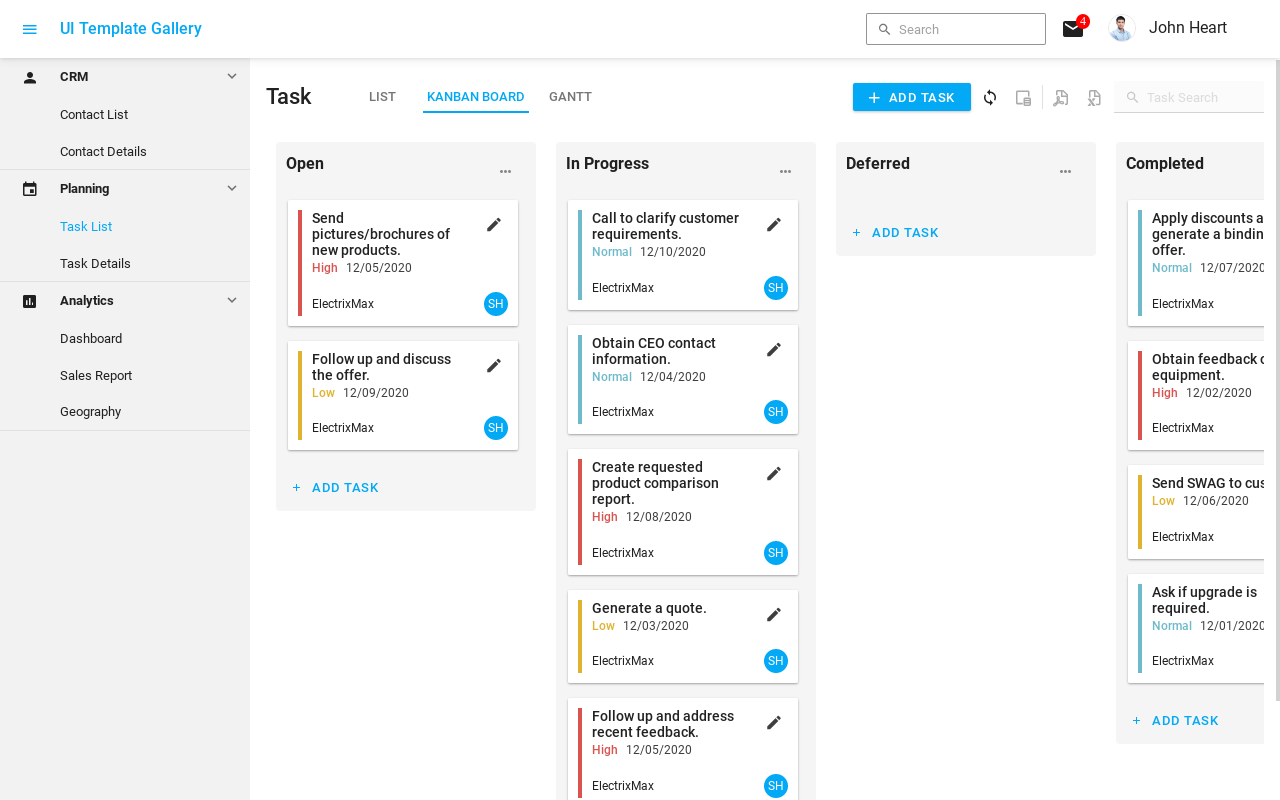 UI Template Gallery
Search
4
John Heart
CRM
Contact List
Contact Details
Planning
Task List
Task Details
Analytics
Dashboard
Sales Report
Geography
Task
LIST
KANBAN BOARD
GANTT
ADD TASK
Task Search
Open
Send
pictures/brochures of
new products.
High 12/05/2020
ElectrixMax
SH
Follow up and discuss
the offer.
Low 12/09/2020
ElectrixMax
SH
+ ADD TASK
In Progress
Call to clarify customer
requirements.
Normal 12/10/2020
ElectrixMax
SH
Obtain CEO contact
information.
Normal 12/04/2020
ElectrixMax
SH
Create requested
product comparison
report.
High 12/08/2020
ElectrixMax
SH
Generate a quote.
Low 12/03/2020
ElectrixMax
SH
Follow up and address
recent feedback.
High 12/05/2020
ElectrixMax
SH
Deferred
+ ADD TASK
Completed
Apply discounts a
generate a bindin
offer.
Normal 12/07/2020
ElectrixMax
Obtain feedback
equipment.
High 12/02/2020
ElectrixMax
Send SWAG to cus
Low 12/06/2020
ElectrixMax
Ask if upgrade is
required.
Normal 12/01/2020
ElectrixMax
+ ADD TASK